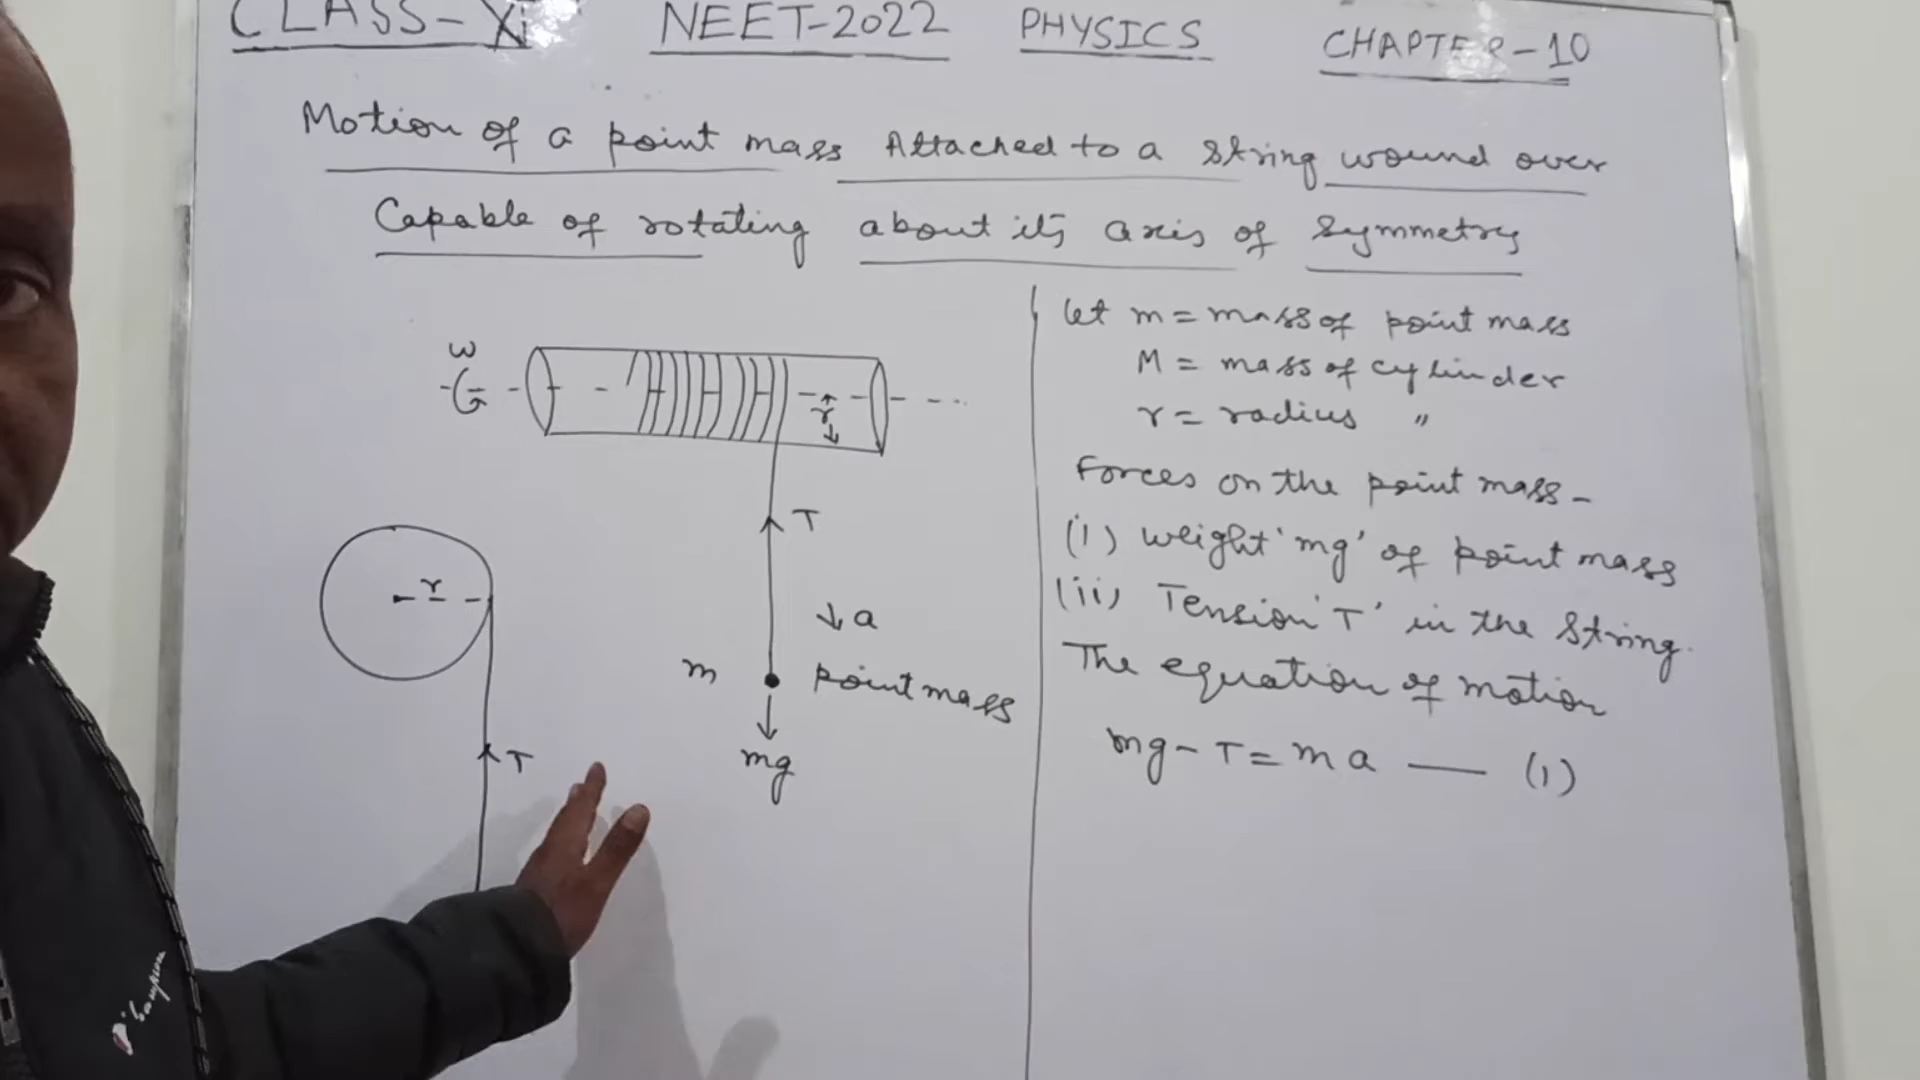 CLASS-XI NEET-2022 PHYSICS CHAPTER-10
Motion of a point mass Attached to a string wound over
Capable of rotating about its axis of symmetry
ω
r
T
a
m point mass
mg
r
T
let m = mass of point mass
M = mass of cylinder
r = radius "
Forces on the point mass -
(i) weight 'mg' of point mass
(ii) Tension 'T' in the string.
The equation of motion
mg - T = ma — (1)